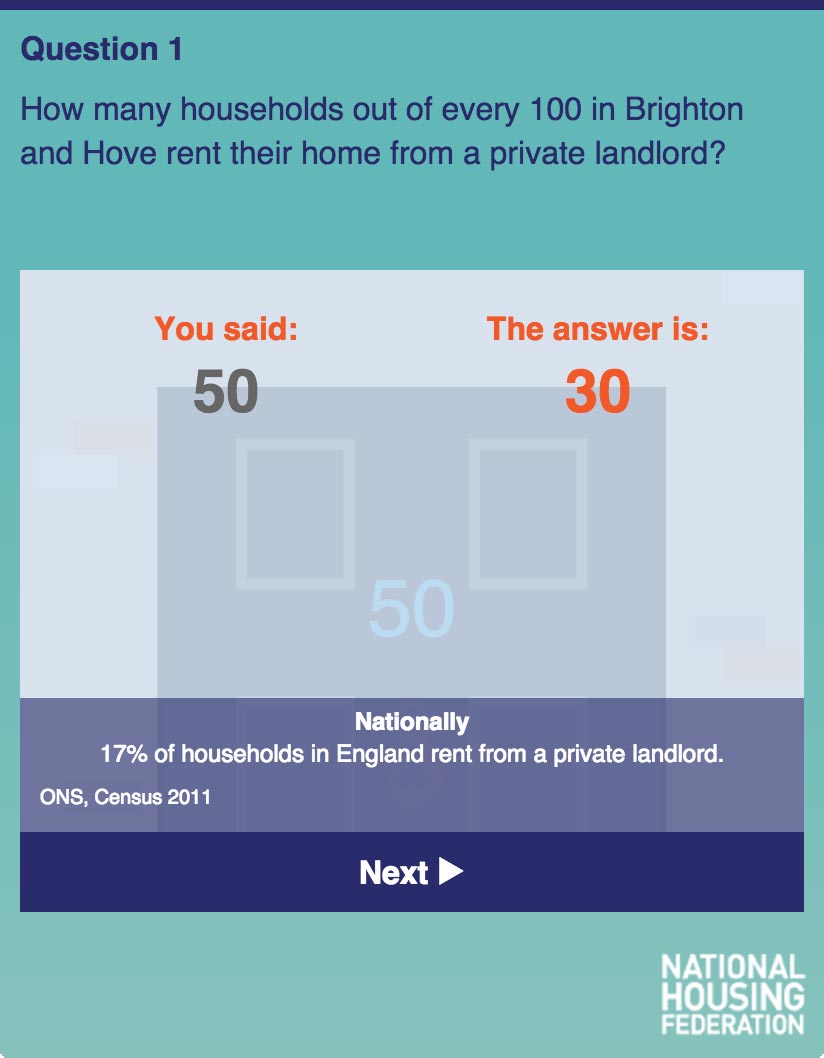 Question 1
How many households out of every 100 in Brighton
and Hove rent their home from a private landlord?
You said:
The answer is:
50
30
50
Nationally
17% of households in England rent from a private landlord.
ONS, Census 2011
Next
NATIONAL
HOUSING
FEDERATION